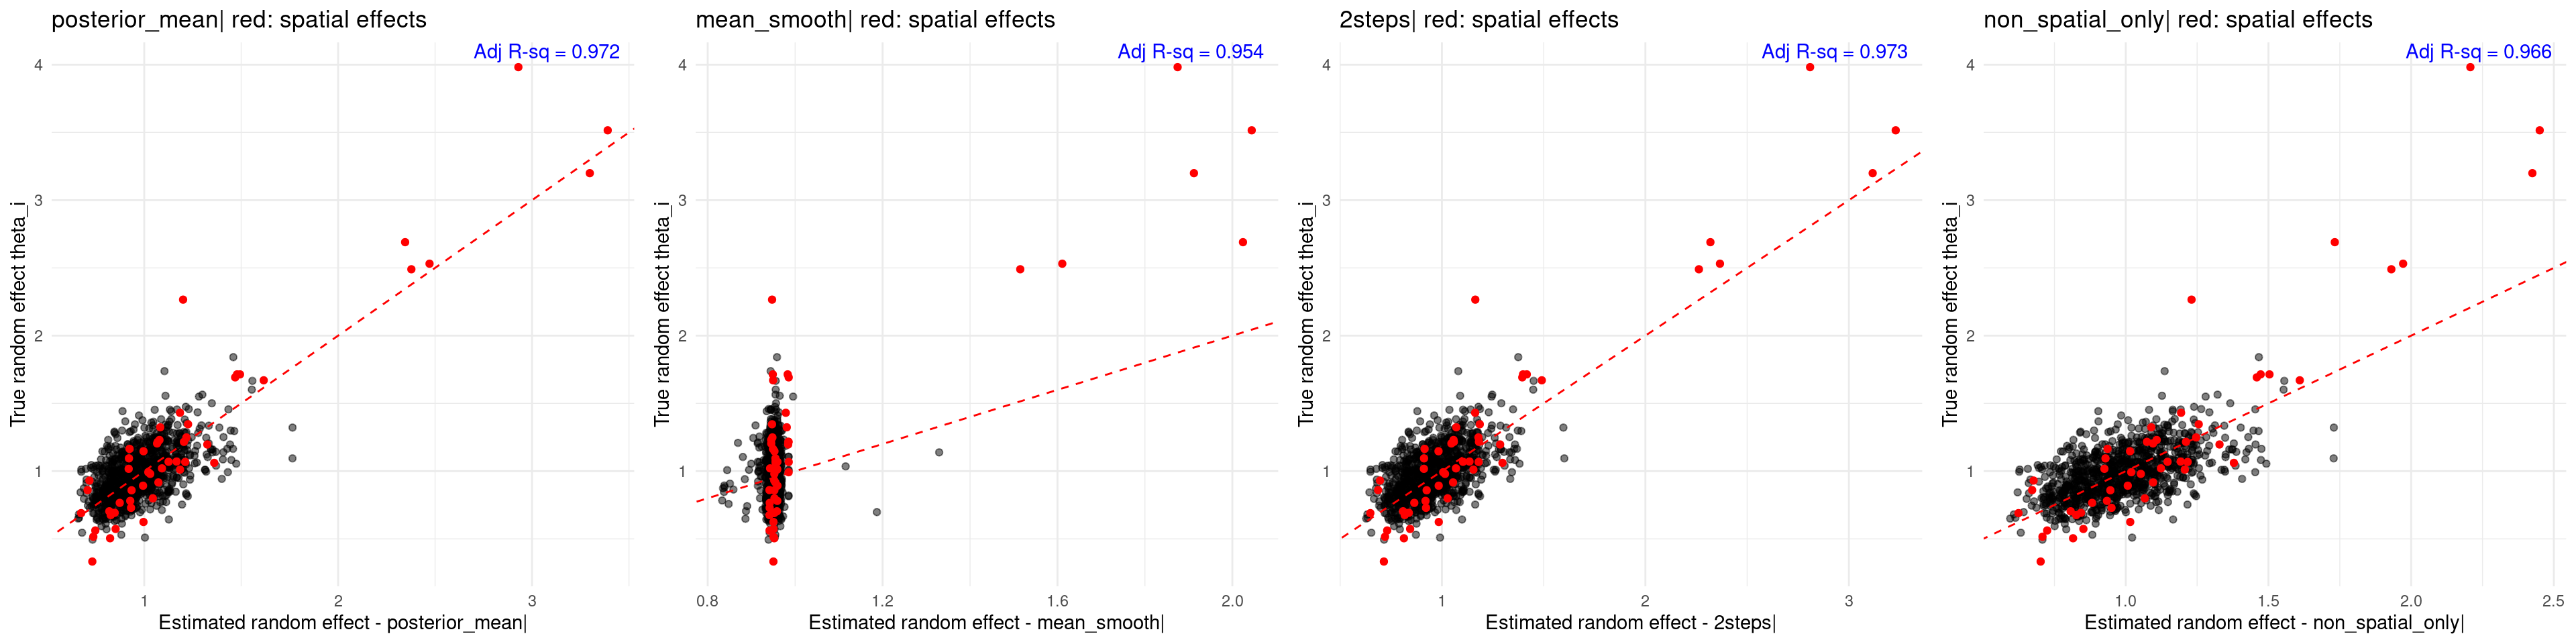 posterior_mean| red: spatial effects
Adj R-sq = 0.972
True random effect theta_i
4
3
2
1
1 2 3
Estimated random effect - posterior_mean|
mean_smooth| red: spatial effects
Adj R-sq = 0.954
True random effect theta_i
4
3
2
1
0.8 1.2 1.6 2.0
Estimated random effect - mean_smooth|
2steps| red: spatial effects
Adj R-sq = 0.973
True random effect theta_i
4
3
2
1
1 2 3
Estimated random effect - 2steps|
non_spatial_only| red: spatial effects
Adj R-sq = 0.966
True random effect theta_i
4
3
2
1
1.0 1.5 2.0 2.5
Estimated random effect - non_spatial_only|